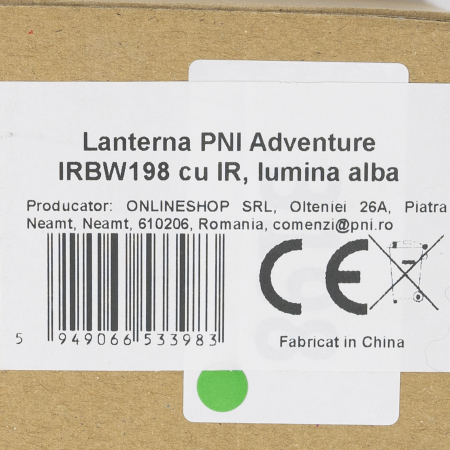 Lanterna PNI Adventure
IRBW198 cu IR, lumina alba
Producator: ONLINESHOP SRL, Olteniei 26A, Piatra
Neamt, Neamt, 610206, Romania, comenzi@pni.ro
CE
5 949066 533983
Fabricat in China